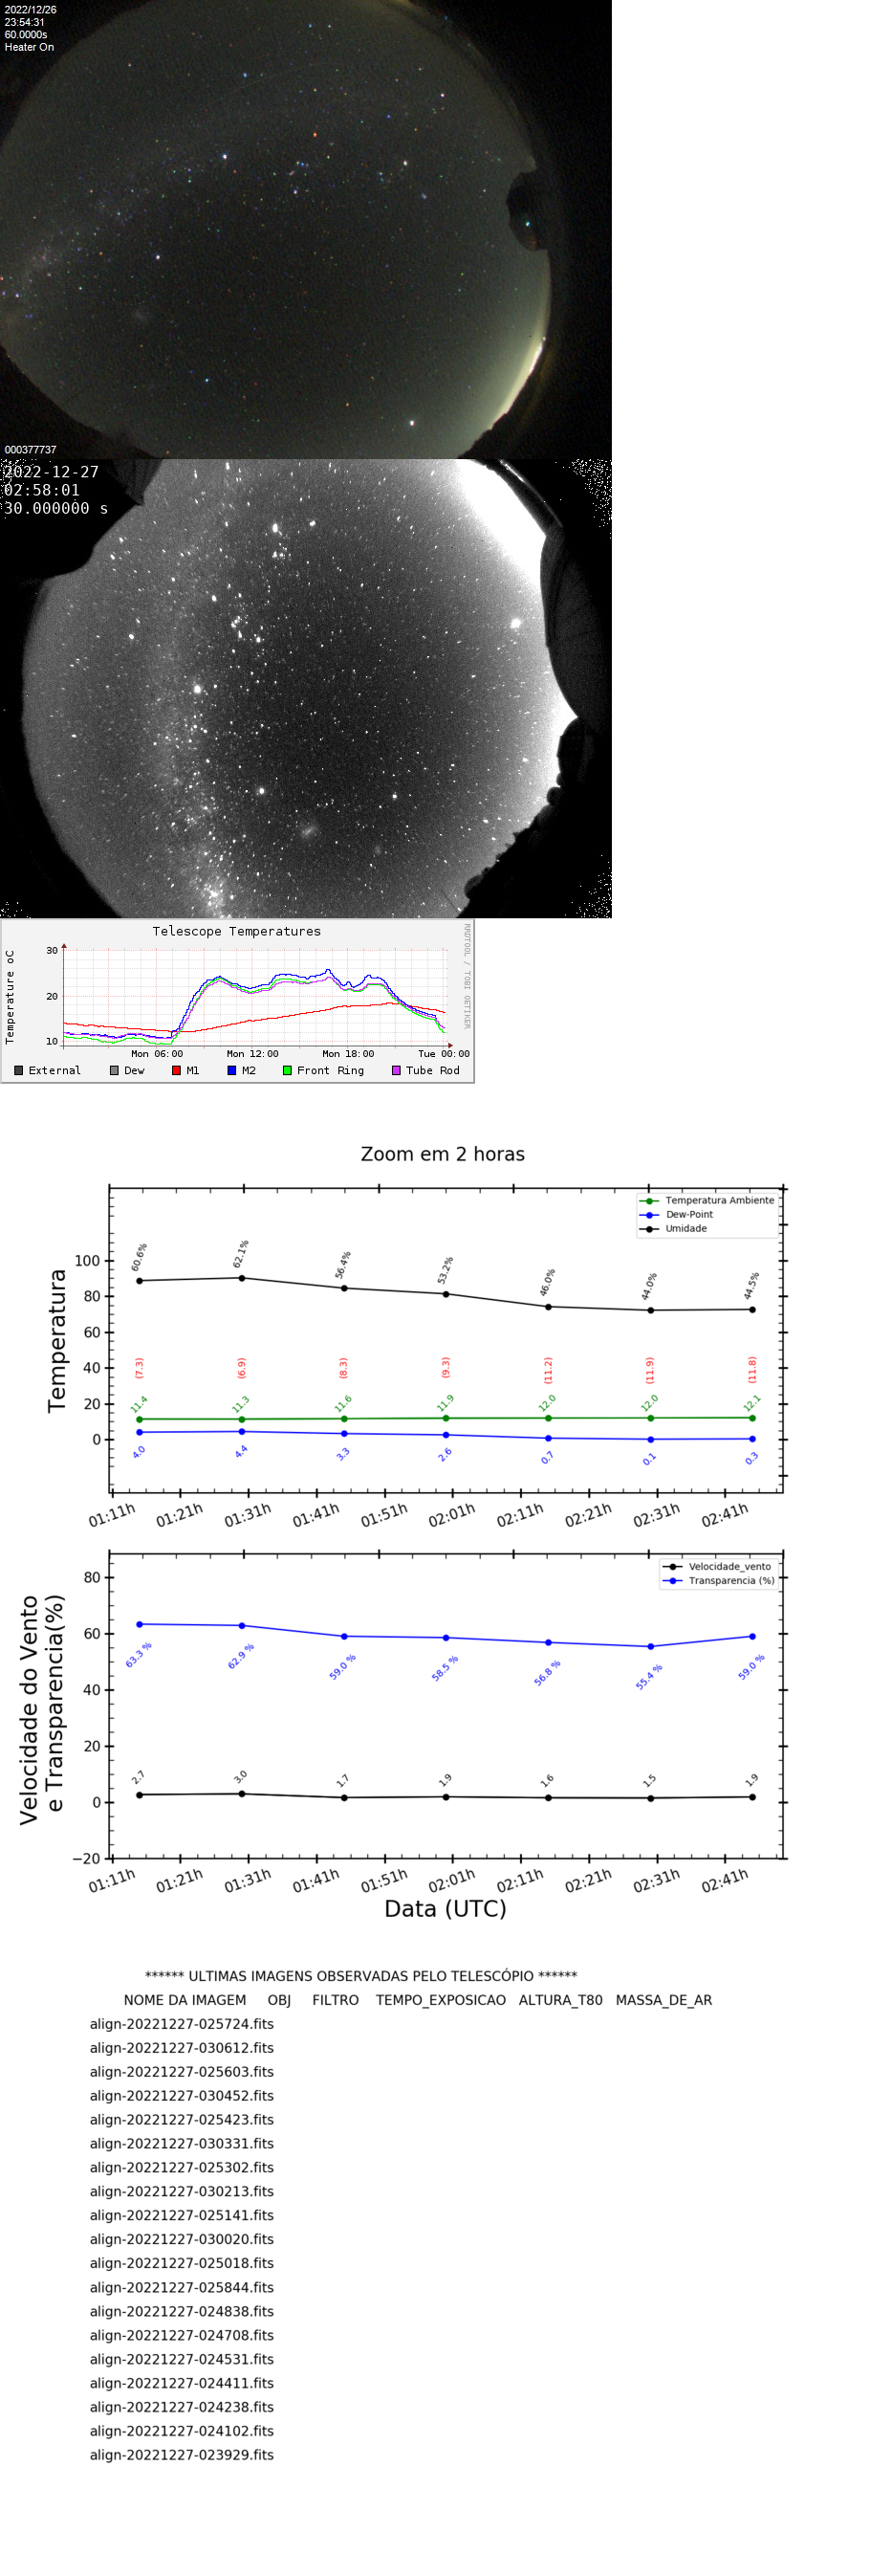 2022/12/26
23:54:31
60.0000s
Heater On
000377737
2022-12-27
02:58:01
30.000000 s
Telescope Temperatures
RRDTOOL / TOBI OETIKER
Temperature oC
30
20
10
Mon 06:00 Mon 12:00 Mon 18:00 Tue 00:00
External Dew M1 M2 Front Ring Tube Rod
Zoom em 2 horas
Temperatura Ambiente
Dew-Point
Umidade
Temperatura
100
80
60
40
20
0
60.6% 62.1% 56.4% 53.2% 46.0% 44.0% 44.5%
(7.3) (6.9) (8.3) (9.3) (11.2) (11.9) (11.8)
11.4 11.3 11.6 11.9 12.0 12.0 12.1
4.0 4.4 3.3 2.6 0.7 0.1 0.3
01:11h 01:21h 01:31h 01:41h 01:51h 02:01h 02:11h 02:21h 02:31h 02:41h
Velocidade_vento
Transparencia (%)
Velocidade do Vento
e Transparencia(%)
80
60
40
20
0
−20
63.3 % 62.9 % 59.0 % 58.5 % 56.8 % 55.4 % 59.0 %
2.7 3.0 1.7 1.9 1.6 1.5 1.9
01:11h 01:21h 01:31h 01:41h 01:51h 02:01h 02:11h 02:21h 02:31h 02:41h
Data (UTC)
****** ULTIMAS IMAGENS OBSERVADAS PELO TELESCÓPIO ******
NOME DA IMAGEM OBJ FILTRO TEMPO_EXPOSICAO ALTURA_T80 MASSA_DE_AR
align-20221227-025724.fits
align-20221227-030612.fits
align-20221227-025603.fits
align-20221227-030452.fits
align-20221227-025423.fits
align-20221227-030331.fits
align-20221227-025302.fits
align-20221227-030213.fits
align-20221227-025141.fits
align-20221227-030020.fits
align-20221227-025018.fits
align-20221227-025844.fits
align-20221227-024838.fits
align-20221227-024708.fits
align-20221227-024531.fits
align-20221227-024411.fits
align-20221227-024238.fits
align-20221227-024102.fits
align-20221227-023929.fits